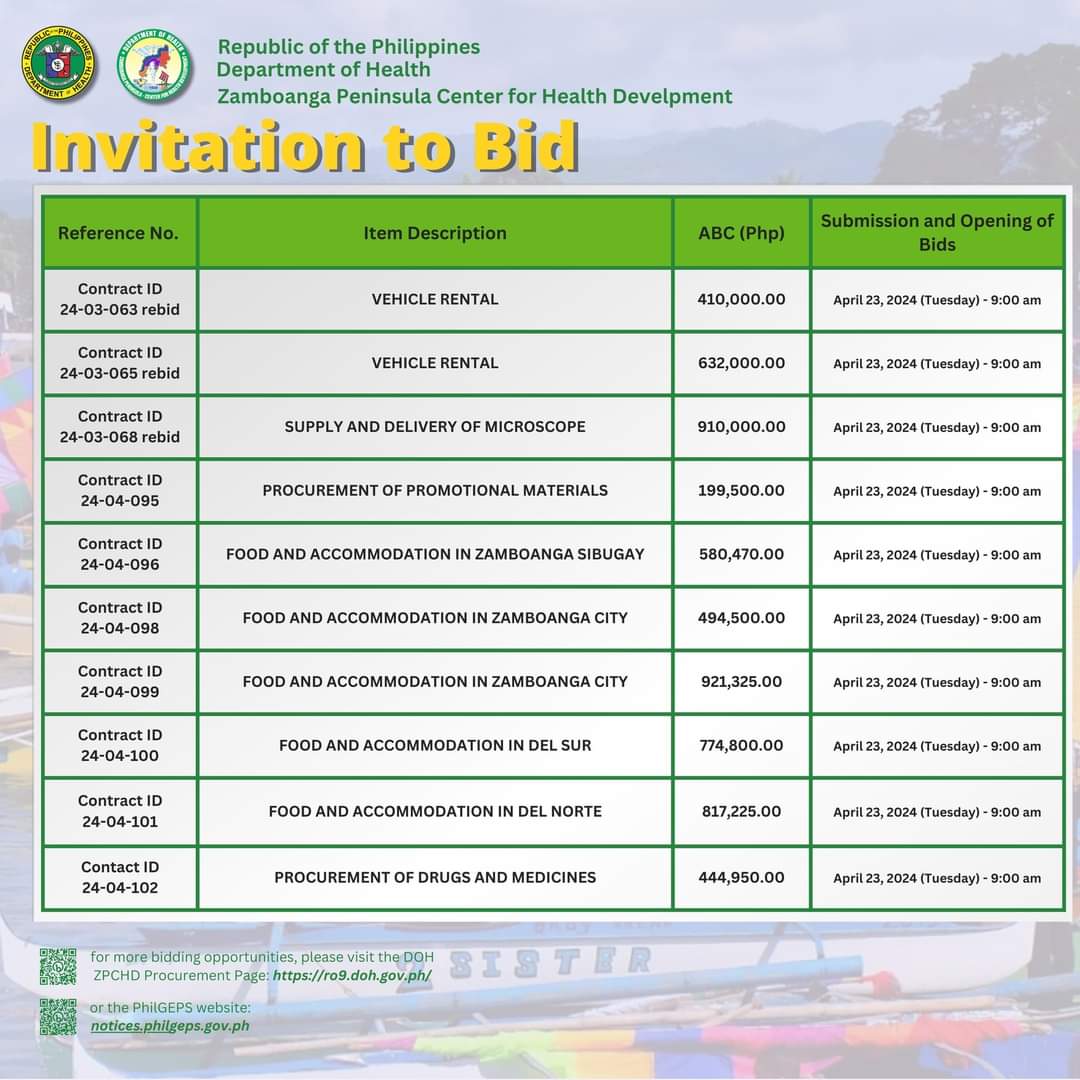 Republic of the Philippines
Department of Health
Zamboanga Peninsula Center for Health Develpment
Invitation to Bid
Reference No. Item Description ABC (Php) Submission and Opening of
Bids
Contract ID
24-03-063 rebid VEHICLE RENTAL 410,000.00 April 23, 2024 (Tuesday) - 9:00 am
Contract ID
24-03-065 rebid VEHICLE RENTAL 632,000.00 April 23, 2024 (Tuesday) - 9:00 am
Contract ID
24-03-068 rebid SUPPLY AND DELIVERY OF MICROSCOPE 910,000.00 April 23, 2024 (Tuesday) - 9:00 am
Contract ID
24-04-095 PROCUREMENT OF PROMOTIONAL MATERIALS 199,500.00 April 23, 2024 (Tuesday) - 9:00 am
Contract ID
24-04-096 FOOD AND ACCOMMODATION IN ZAMBOANGA SIBUGAY 580,470.00 April 23, 2024 (Tuesday) - 9:00 am
Contract ID
24-04-098 FOOD AND ACCOMMODATION IN ZAMBOANGA CITY 494,500.00 April 23, 2024 (Tuesday) - 9:00 am
Contract ID
24-04-099 FOOD AND ACCOMMODATION IN ZAMBOANGA CITY 921,325.00 April 23, 2024 (Tuesday) - 9:00 am
Contract ID
24-04-100 FOOD AND ACCOMMODATION IN DEL SUR 774,800.00 April 23, 2024 (Tuesday) - 9:00 am
Contract ID
24-04-101 FOOD AND ACCOMMODATION IN DEL NORTE 817,225.00 April 23, 2024 (Tuesday) - 9:00 am
Contact ID
24-04-102 PROCUREMENT OF DRUGS AND MEDICINES 444,950.00 April 23, 2024 (Tuesday) - 9:00 am
for more bidding opportunities, please visit the DOH
ZPCHD Procurement Page: https://ro9.doh.gov.ph/
or the PhilGEPS website:
notices.philgeps.gov.ph
2 SISTER